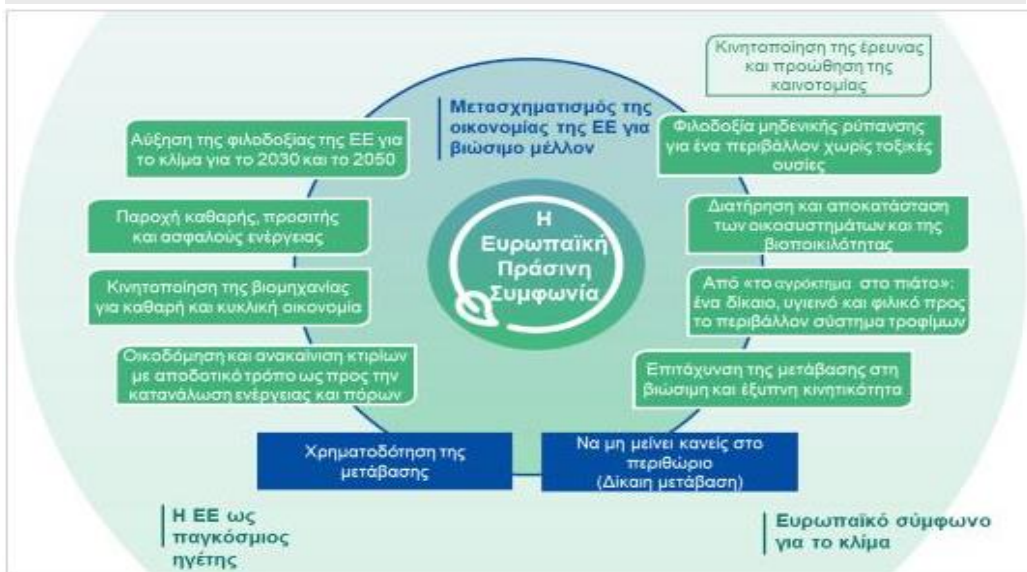 Κινητοποίηση της έρευνας
και προώθηση της
καινοτομίας
Μετασχηματισμός της
οικονομίας της ΕΕ για
βιώσιμο μέλλον
Αύξηση της φιλοδοξίας της ΕΕ για
το κλίμα για το 2030 και το 2050
Φιλοδοξία μηδενικής ρύπανσης
για ένα περιβάλλον χωρίς τοξικές
ουσίες
Παροχή καθαρής, προσιτής
και ασφαλούς ενέργειας
Η
Ευρωπαϊκή
Πράσινη
Συμφωνία
Διατήρηση και αποκατάσταση
των οικοσυστημάτων και της
βιοποικιλότητας
Κινητοποίηση της βιομηχανίας
για καθαρή και κυκλική οικονομία
Από «το αγρόκτημα στο πιάτο»:
ένα δίκαιο, υγιεινό και φιλικό προς
το περιβάλλον σύστημα τροφίμων
Οικοδόμηση και ανακαίνιση κτιρίων
με αποδοτικό τρόπο ως προς την
κατανάλωση ενέργειας και πόρων
Επιτάχυνση της μετάβασης στη
βιώσιμη και έξυπνη κινητικότητα
Χρηματοδότηση της
μετάβασης
Να μη μείνει κανείς στο
περιθώριο
(Δίκαιη μετάβαση)
Η ΕΕ ως
παγκόσμιος
ηγέτης
Ευρωπαϊκό σύμφωνο
για το κλίμα